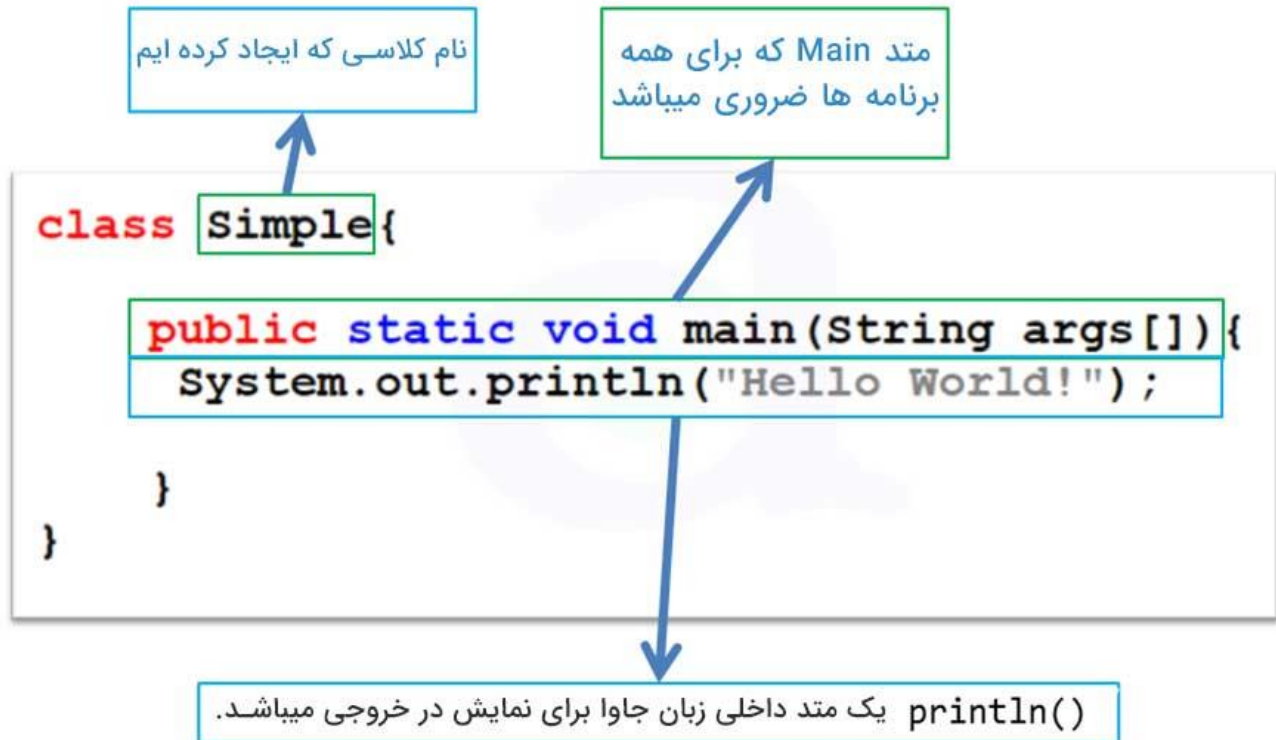 نام کلاسی که ایجاد کرده ایم
متد Main که برای همه
برنامه ها ضروری میباشد
class Simple{
public static void main(String args[]){
System.out.println("Hello World!");
}
}
println() یک متد داخلی زبان جاوا برای نمایش در خروجی میباشد.